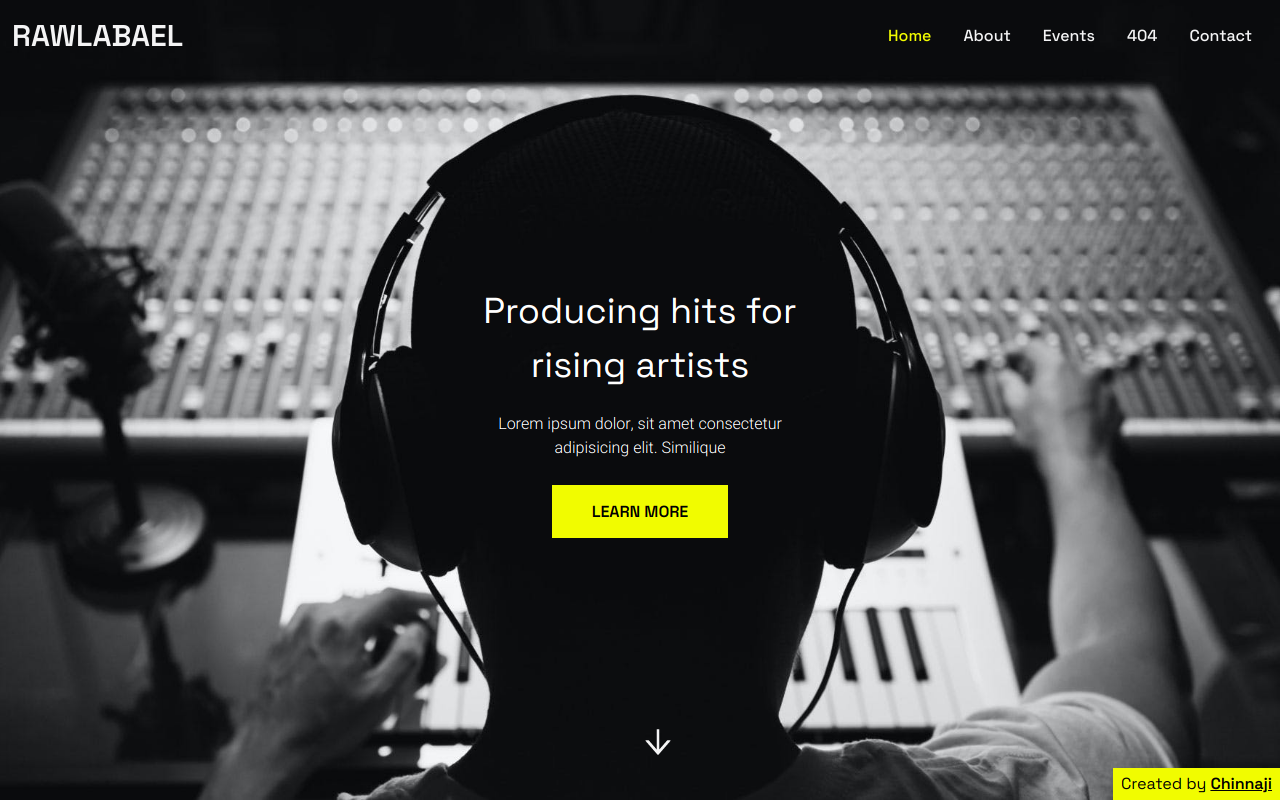 RAWLABAEL
Home About Events 404 Contact
Producing hits for
rising artists
Lorem ipsum dolor, sit amet consectetur
adipisicing elit. Similique
LEARN MORE
Created by Chinnaji